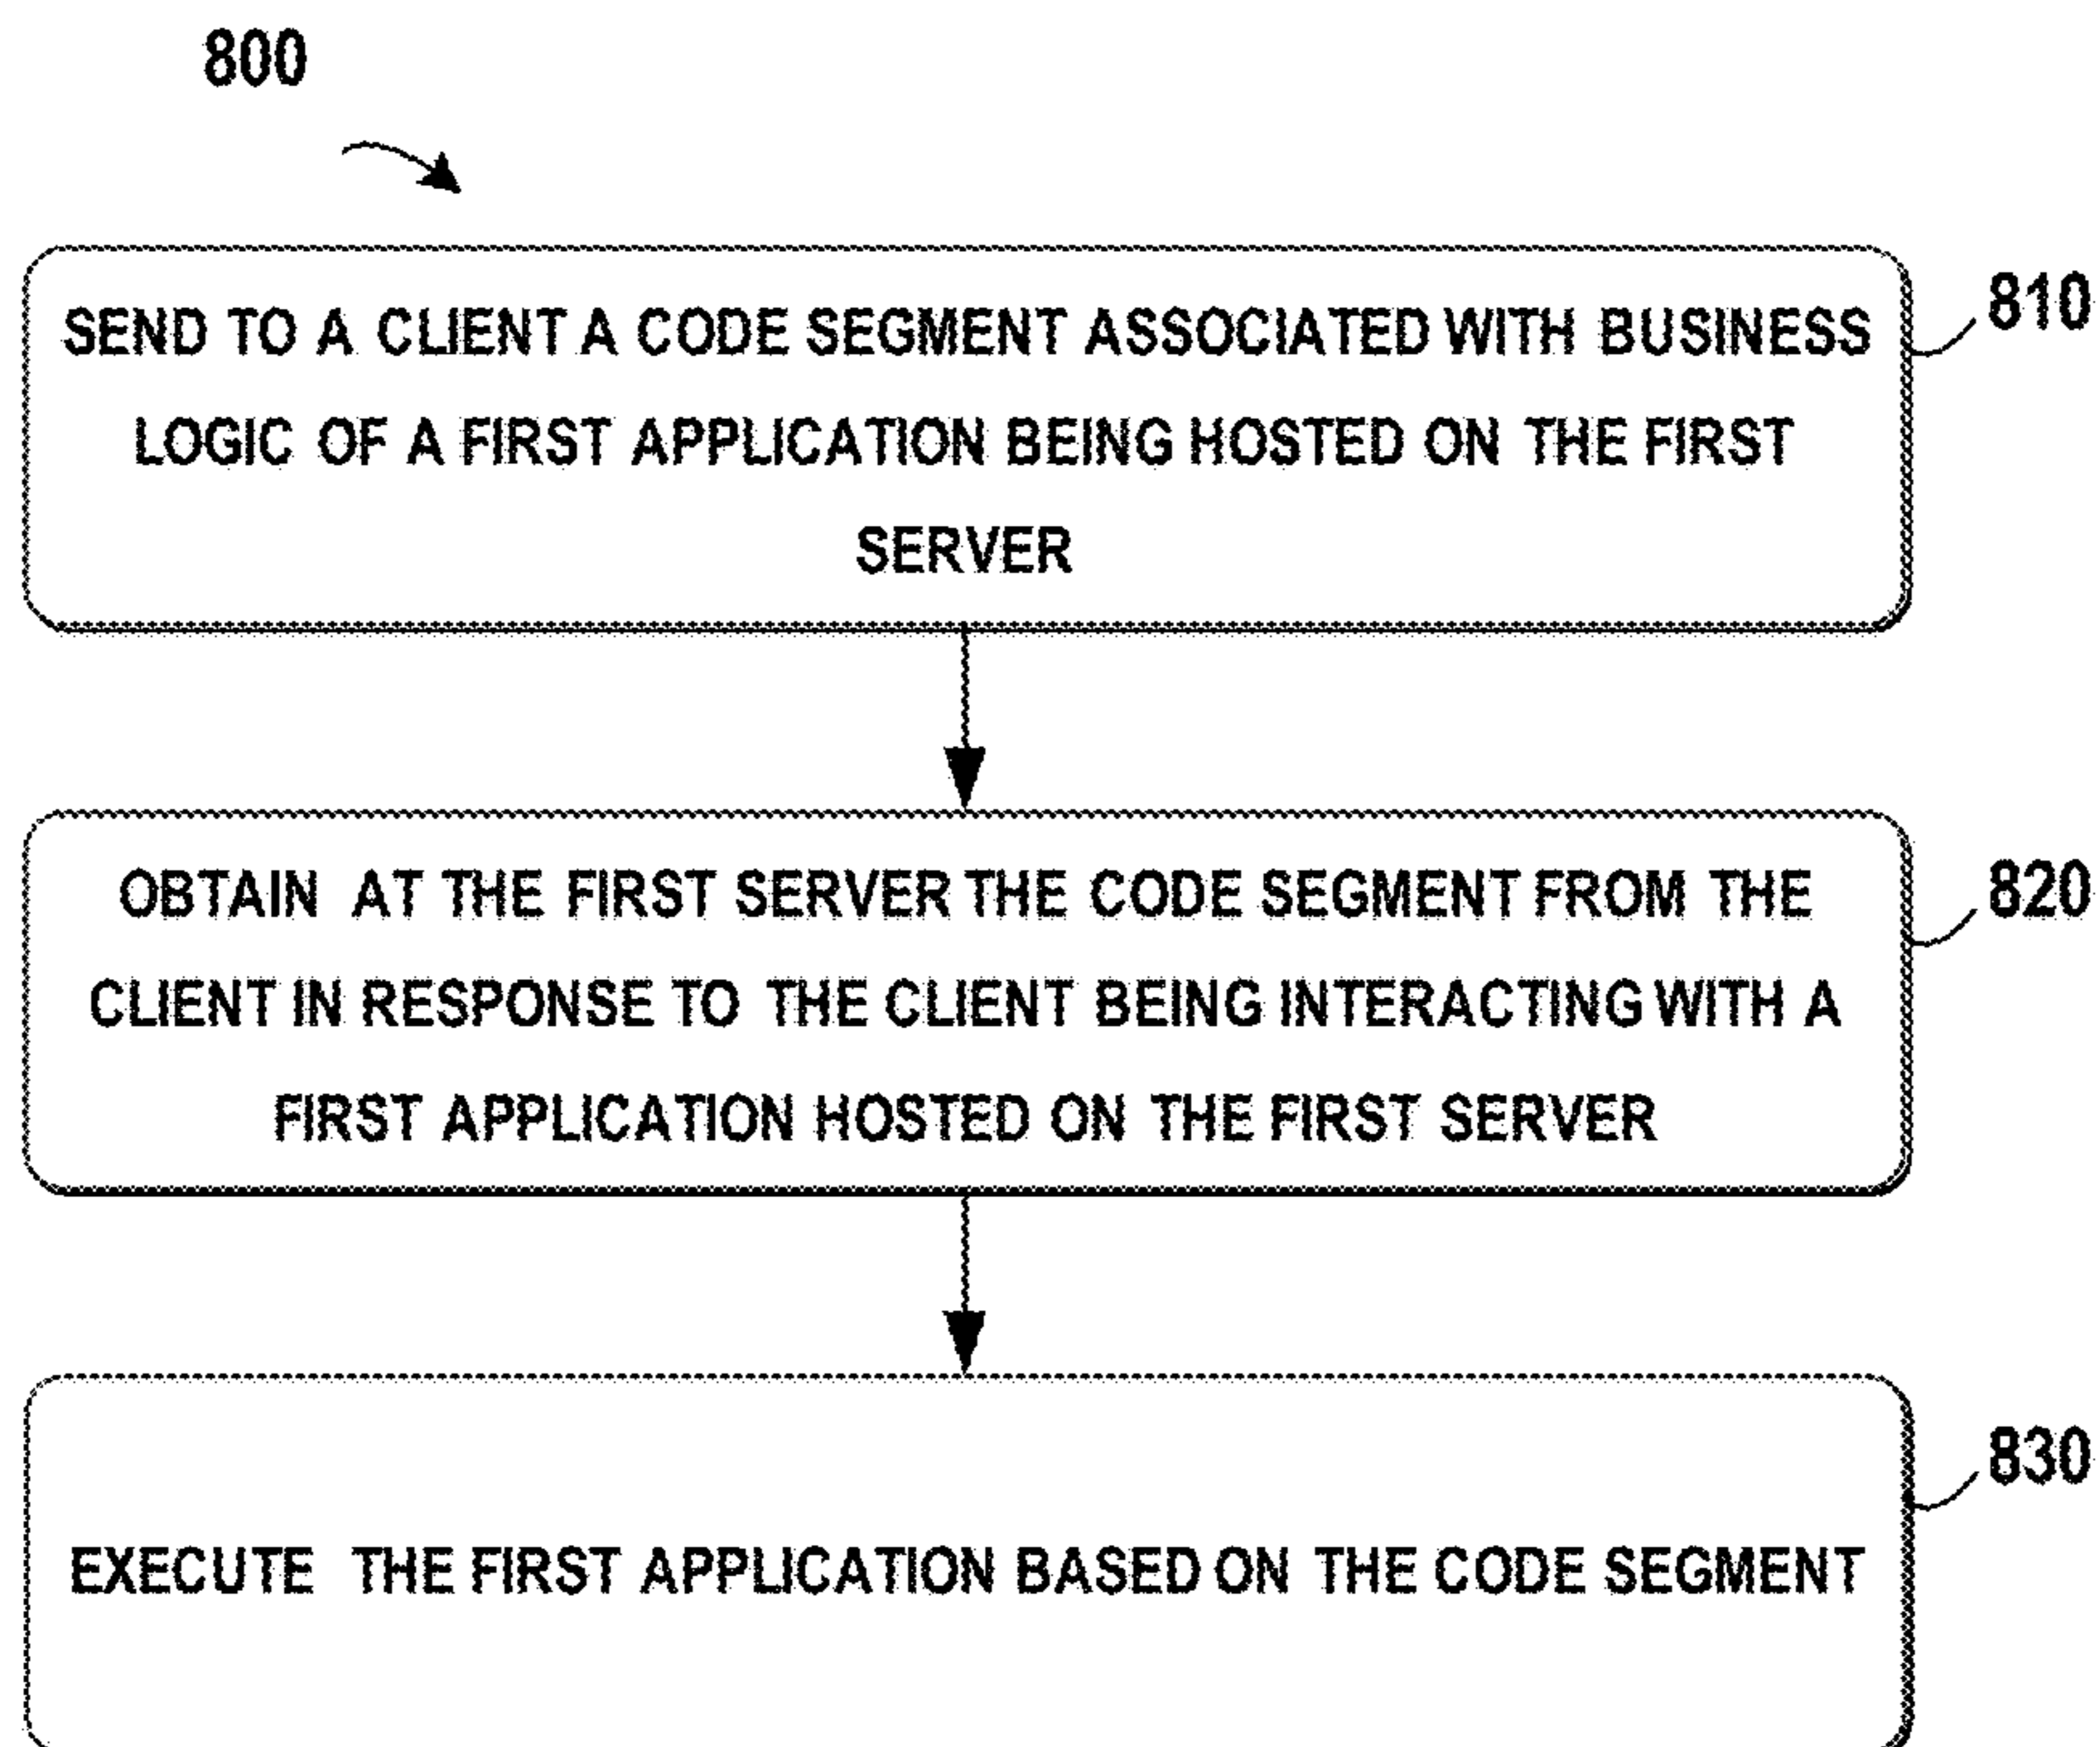 800
SEND TO A CLIENT A CODE SEGMENT ASSOCIATED WITH BUSINESS
LOGIC OF A FIRST APPLICATION BEING HOSTED ON THE FIRST
SERVER
810
OBTAIN AT THE FIRST SERVER THE CODE SEGMENT FROM THE
CLIENT IN RESPONSE TO THE CLIENT BEING INTERACTING WITH A
FIRST APPLICATION HOSTED ON THE FIRST SERVER
820
EXECUTE THE FIRST APPLICATION BASED ON THE CODE SEGMENT
830